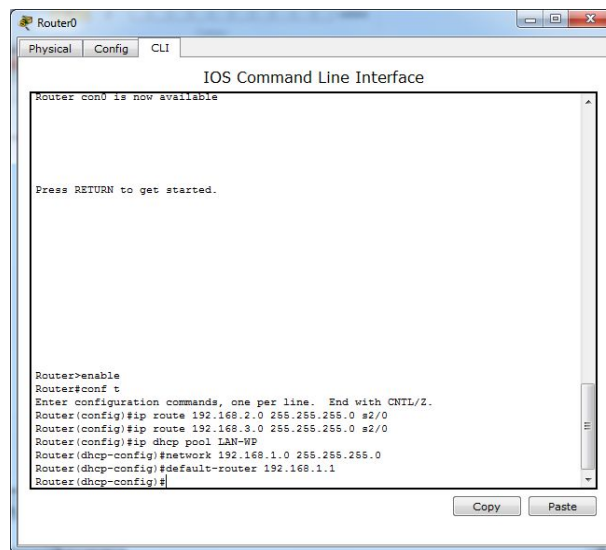 Router0
Physical Config CLI
IOS Command Line Interface
Router con0 is now available
Press RETURN to get started.
Router>enable
Router#conf t
Enter configuration commands, one per line.  End with CNTL/Z.
Router(config)#ip route 192.168.2.0 255.255.255.0 s2/0
Router(config)#ip route 192.168.3.0 255.255.255.0 s2/0
Router(config)#ip dhcp pool LAN-WP
Router(dhcp-config)#network 192.168.1.0 255.255.255.0
Router(dhcp-config)#default-router 192.168.1.1
Router(dhcp-config)#
Copy Paste